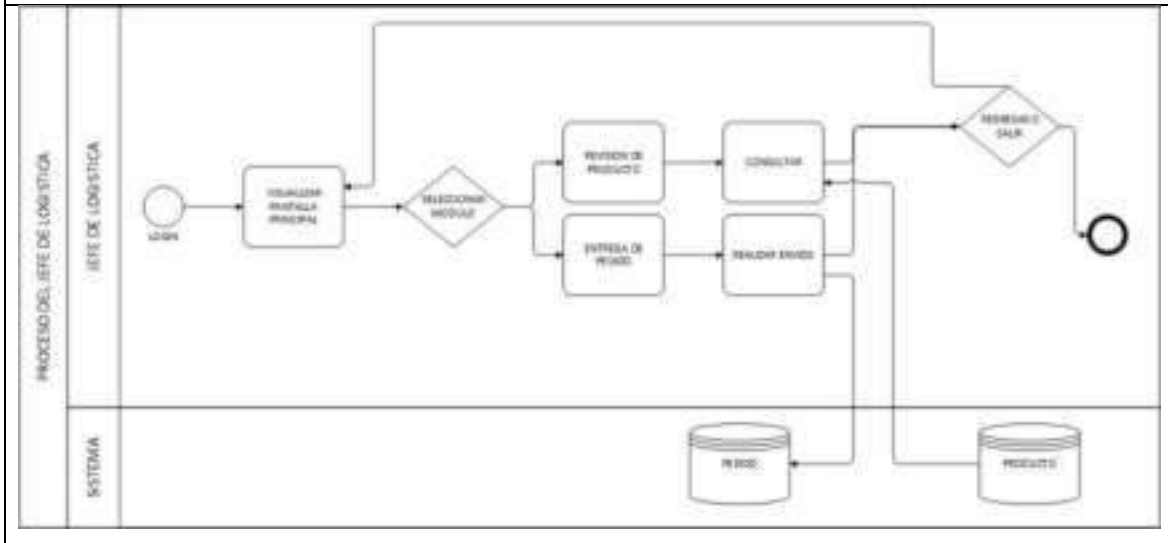 PROCESO DEL JEFE DE LOGISTICA
JEFE DE LOGISTICA
SISTEMA
LOGIN
VISUALIZAR
PANTALLA
PRINCIPAL
SELECCIONAR
MODULO
REVISION DE
PRODUCTO
CONSULTAR
ENTREGA DE
PEDIDO
REALIZAR ENVIO
REGRESAR O
SALIR
PEDIDO
PRODUCTO